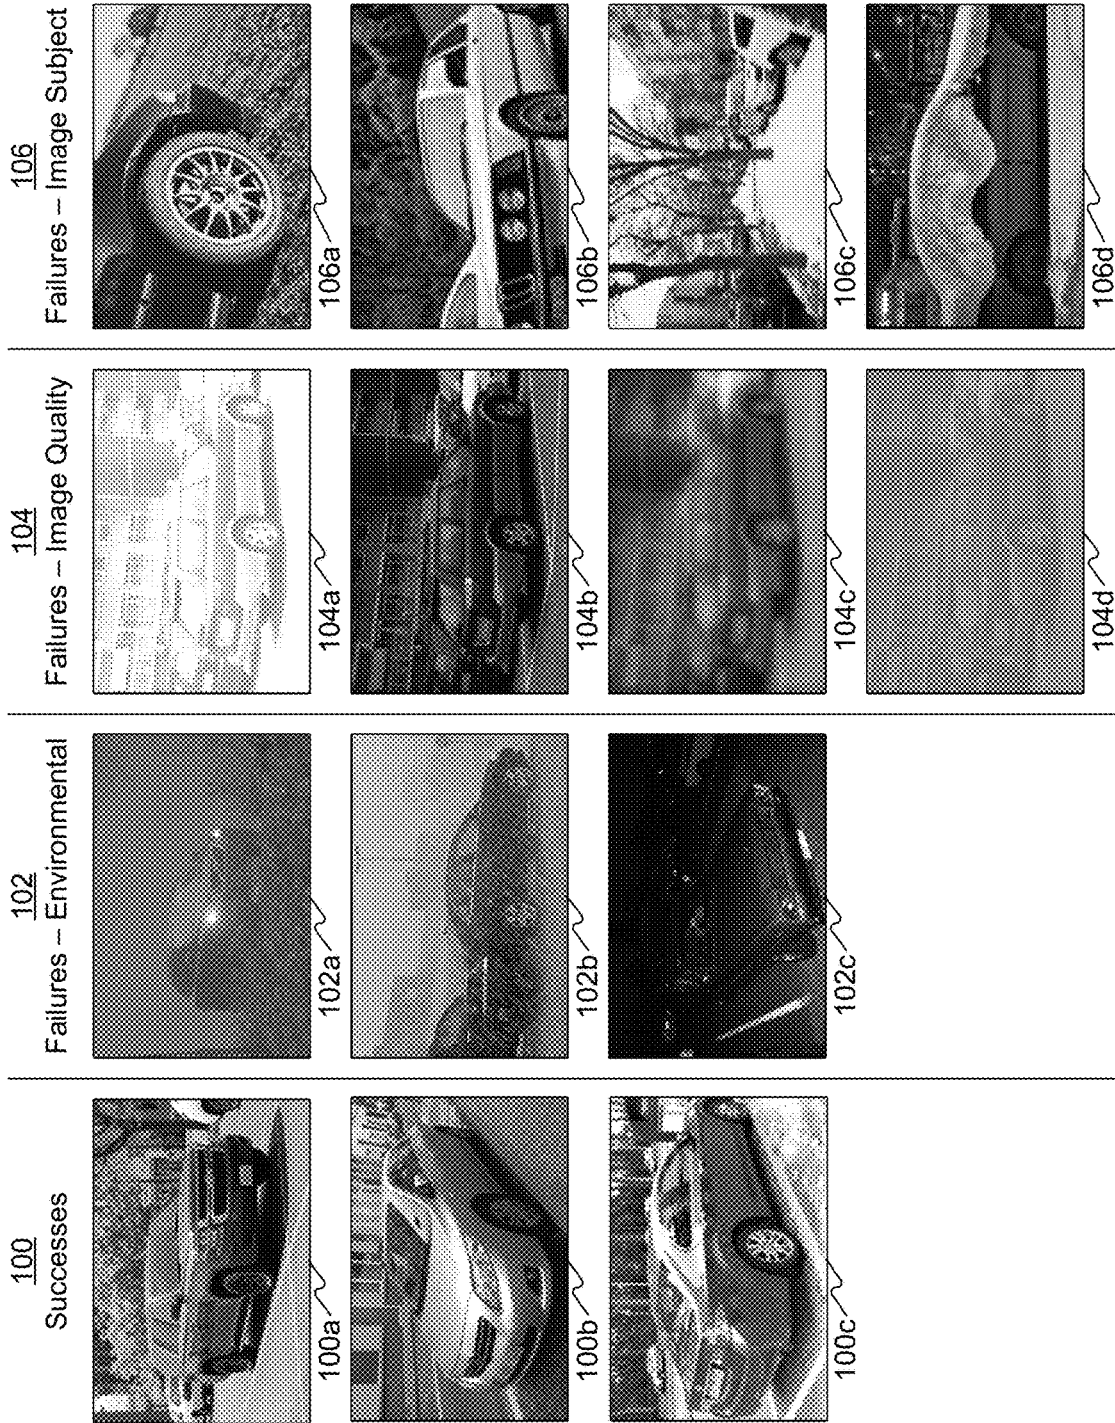 100
Successes
100a
100b
100c
102
Failures – Environmental
102a
102b
102c
104
Failures – Image Quality
104a
104b
104c
104d
106
Failures – Image Subject
106a
106b
106c
106d